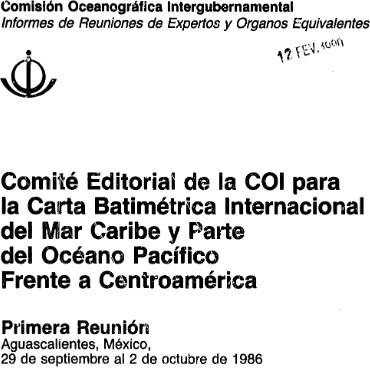 Comisión Oceanográfica Intergubernamental
Informes de Reuniones de Expertos y Organos Equivalentes
12 FEV.
Comité Editorial de la COI para
la Carta Batimétrica Internacional
del Mar Caribe y Parte
del Océano Pacífico
Frente a Centroamérica
Primera Reunión
Aguascalientes, México,
29 de septiembre al 2 de octubre de 1986